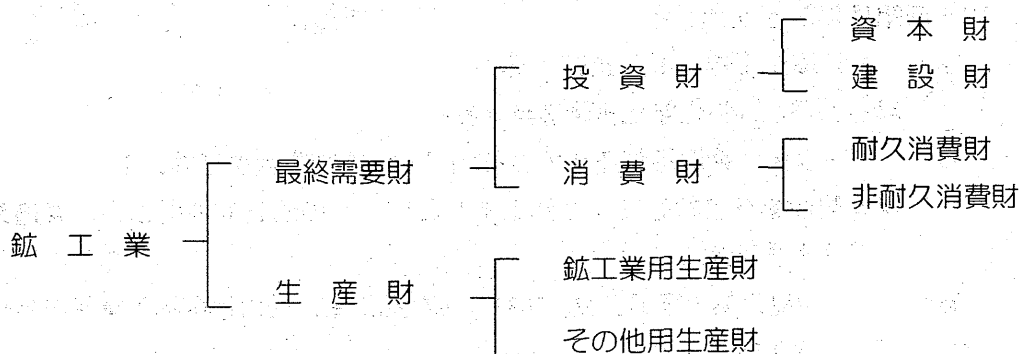 資本財
投資財
建設財
耐久消費財
最終需要財
消費財
非耐久消費財
鉱工業
鉱工業用生産財
生産財
その他用生産財